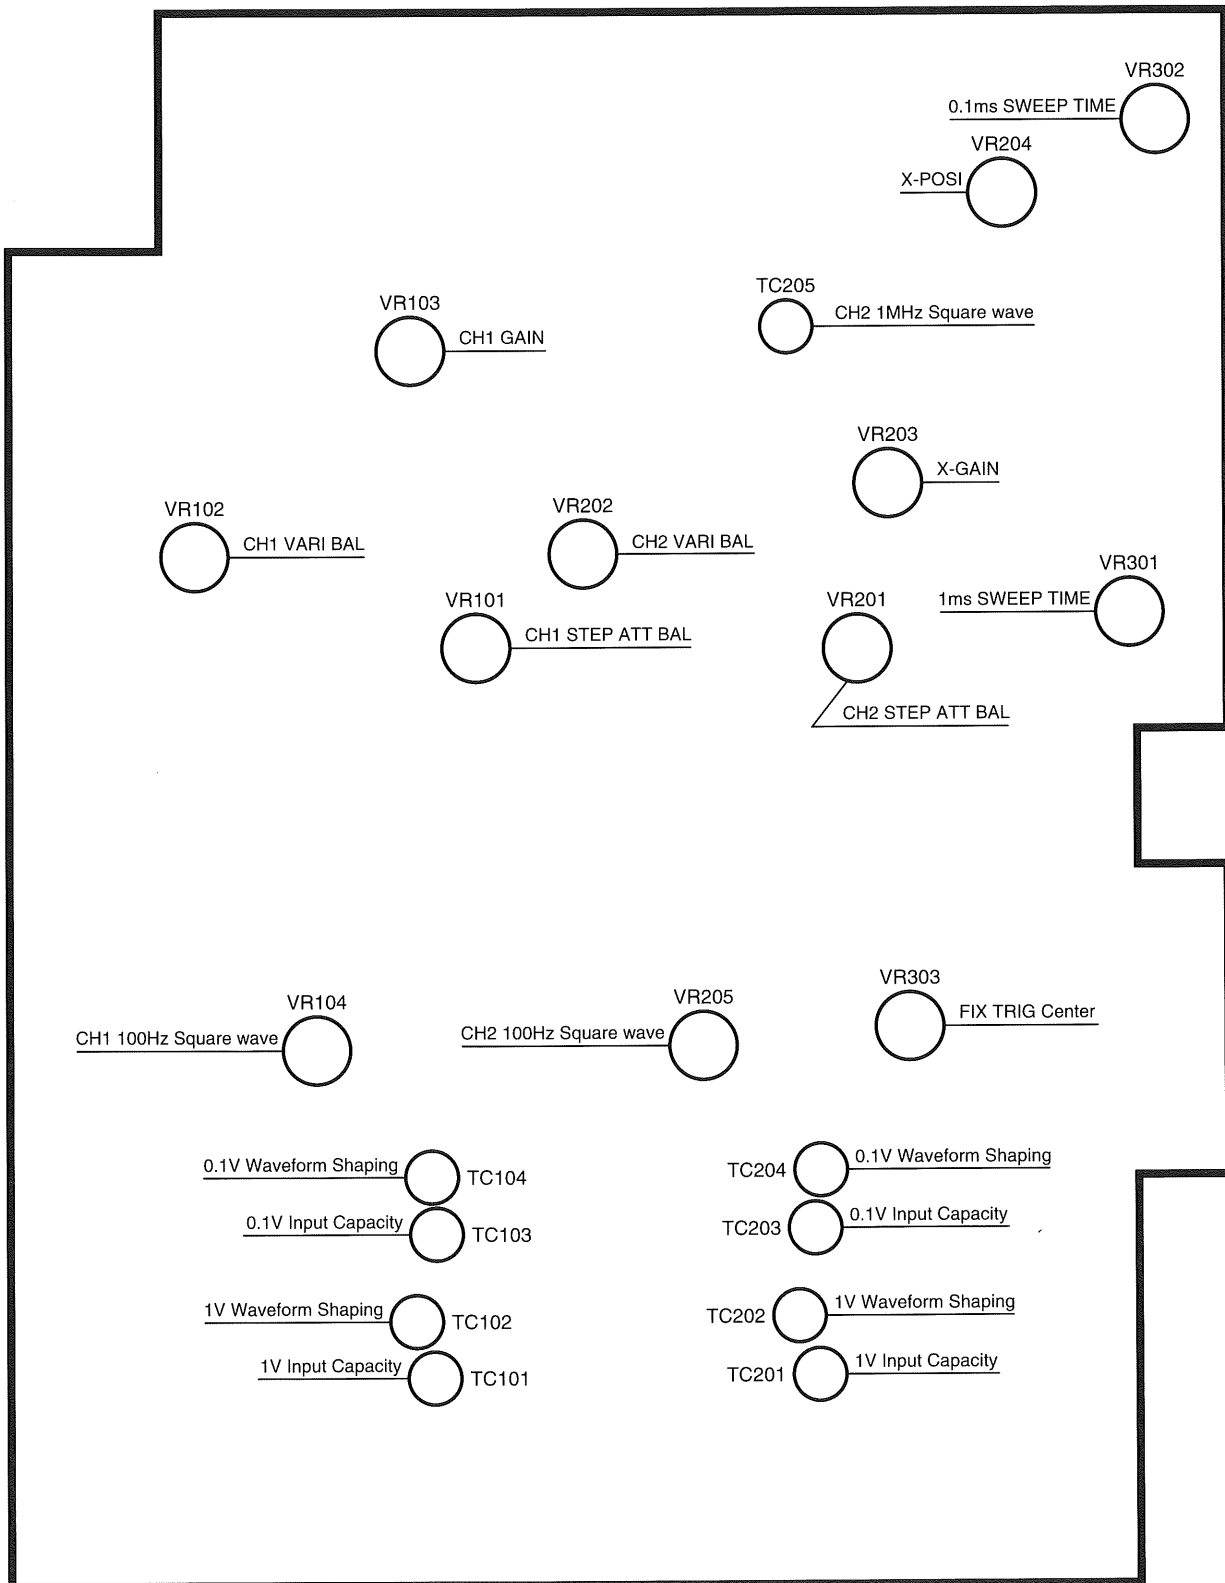 VR302
0.1ms SWEEP TIME
VR204
X-POSI
TC205
CH2 1MHz Square wave
VR103
CH1 GAIN
VR203
X-GAIN
VR102
CH1 VARI BAL
VR202
CH2 VARI BAL
VR301
1ms SWEEP TIME
VR101
CH1 STEP ATT BAL
VR201
CH2 STEP ATT BAL
VR104
CH1 100Hz Square wave
VR205
CH2 100Hz Square wave
VR303
FIX TRIG Center
0.1V Waveform Shaping
TC104
TC204
0.1V Waveform Shaping
0.1V Input Capacity
TC103
TC203
0.1V Input Capacity
1V Waveform Shaping
TC102
TC202
1V Waveform Shaping
1V Input Capacity
TC101
TC201
1V Input Capacity